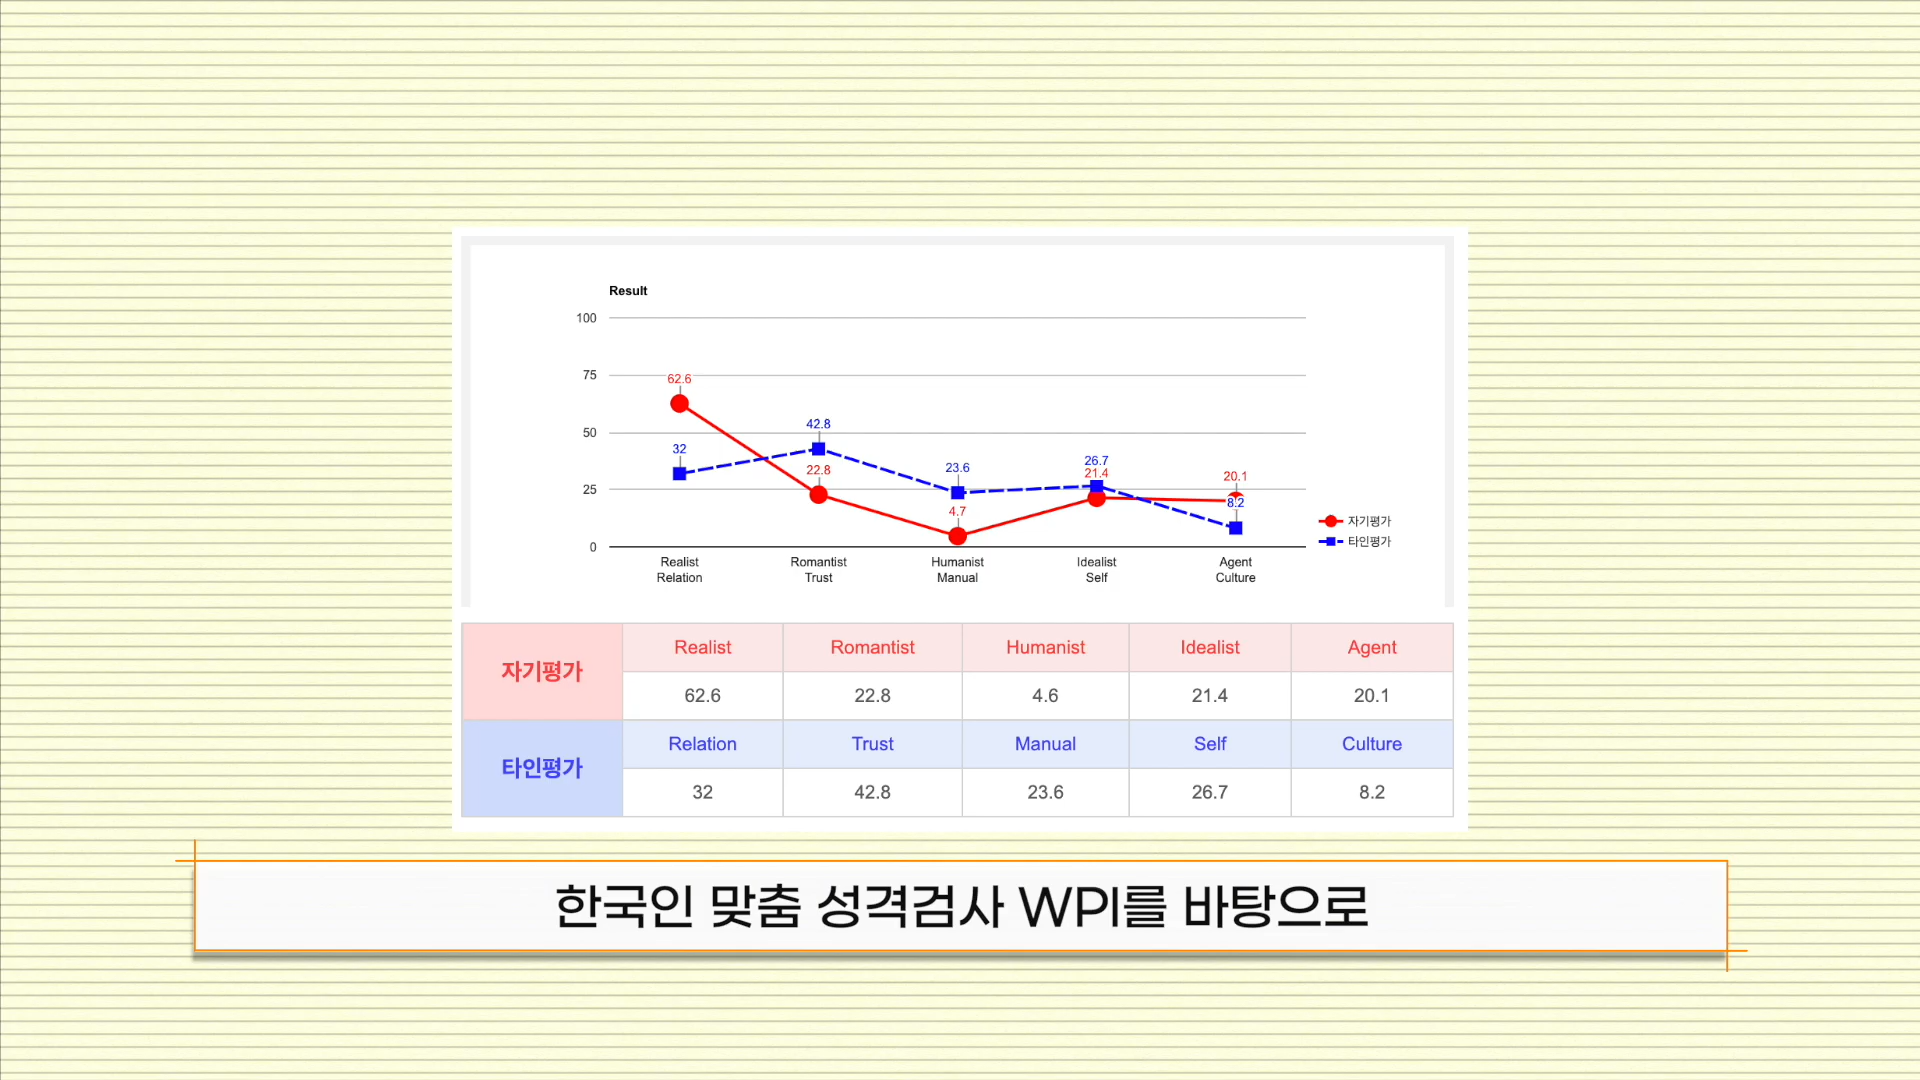 Result
100
75
50
25
0
62.6
32
42.8
22.8
23.6
4.7
26.7
21.4
20.1
8.2
자기평가
타인평가
Realist Romantist Humanist Idealist Agent
Relation Trust Manual Self Culture
자기평가 Realist Romantist Humanist Idealist Agent
62.6 22.8 4.6 21.4 20.1
타인평가 Relation Trust Manual Self Culture
32 42.8 23.6 26.7 8.2
한국인 맞춤 성격검사 WPI를 바탕으로